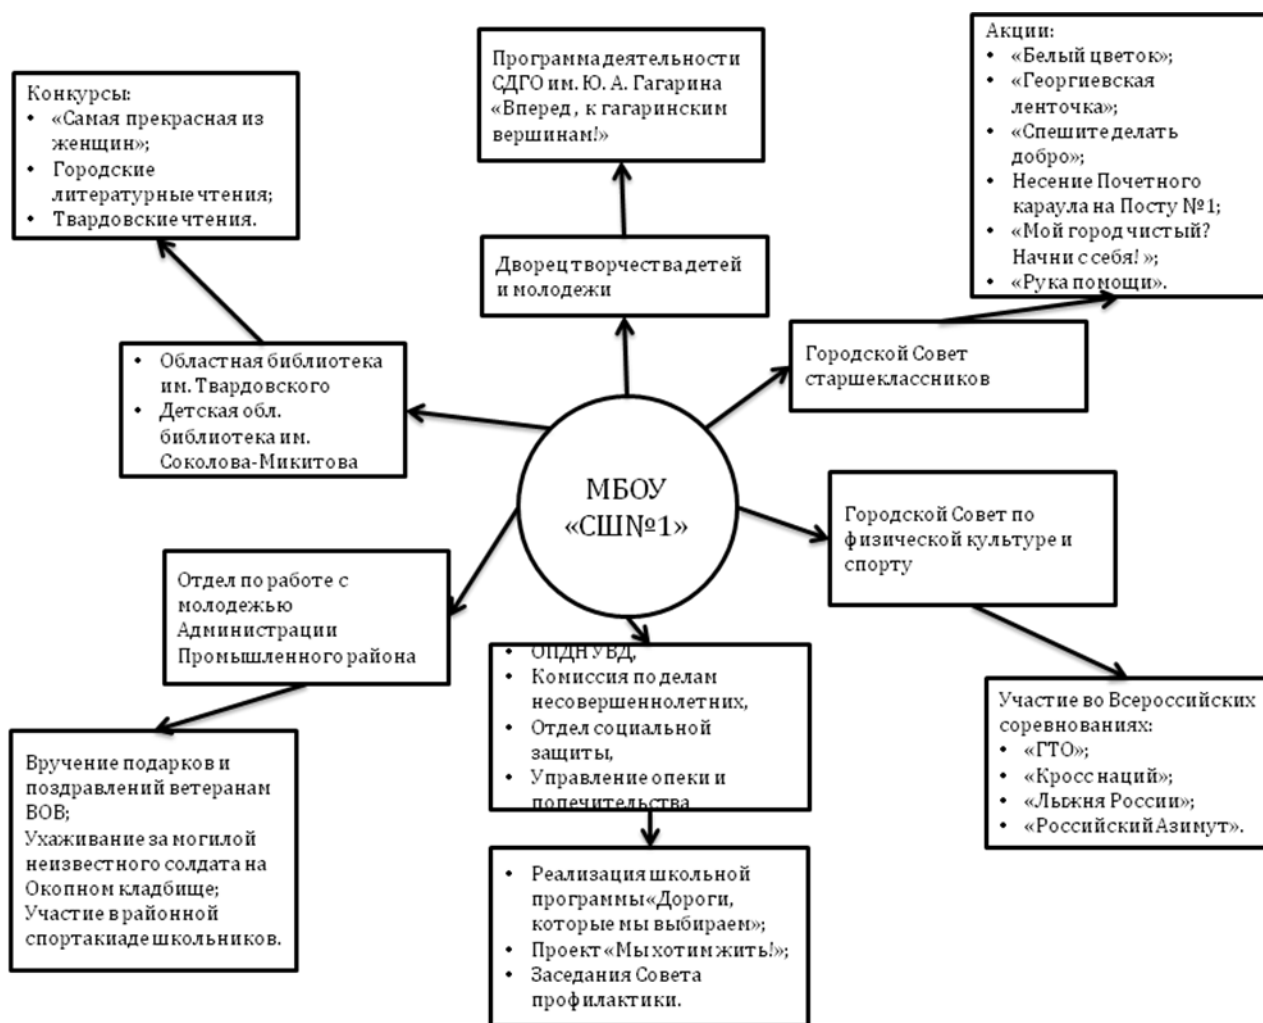 Конкурсы:
• «Самая прекрасная из
женщин»;
• Городские
литературные чтения;
• Твардовские чтения.
Программа деятельности
СДГО им. Ю. А. Гагарина
«Вперед , к гагаринским
вершинам!»
Акции:
• «Белый цветок»;
• «Георгиевская
ленточка»;
• «Спешите делать
добро»;
• Несение Почетного
караула на Посту №1;
• «Мой город чистый?
Начни с себя! »;
• «Рука помощи».
Дворец творчества детей
и молодежи
• Областная библиотека
им. Твардовского
• Детская обл.
библиотека им.
Соколова-Микитова
Городской Совет
старшеклассников
МБОУ
«СШ№1»
Городской Совет по
физической культуре и
спорту
Отдел по работе с
молодежью
Администрации
Промышленного района
• ОПДН УВД,
• Комиссия по делам
несовершеннолетних,
• Отдел социальной
защиты,
• Управление опеки и
попечительства
Участие во Всероссийских
соревнованиях:
• «ГТО»;
• «Кросс наций»;
• «Лыжня России»;
• «Российский Азимут».
Вручение подарков и
поздравлений ветеранам
ВОВ;
Ухаживание за могилой
неизвестного солдата на
Окопном кладбище;
Участие в районной
спортакиаде школьников.
• Реализация школьной
программы «Дороги,
которые мы выбираем»;
• Проект «Мы хотим жить!»;
• Заседания Совета
профилактики.